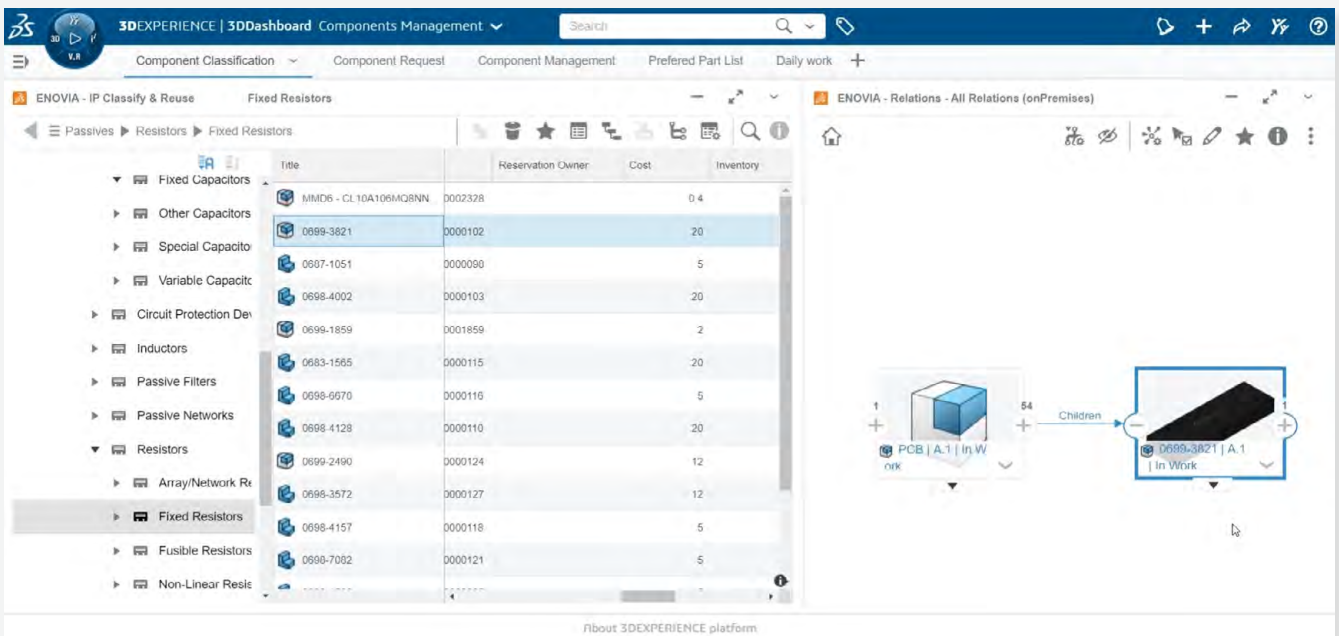 3DEXPERIENCE | 3DDashboard Components Management
Search
3D
V.R
Component Classification
Component Request
Component Management
Prefered Part List
Daily work
ENOVIA - IP Classify & Reuse
Fixed Resistors
ENOVIA - Relations - All Relations (onPremises)
Passives Resistors Fixed Resistors
Title
Reservation Owner
Cost
Inventory
Fixed Capacitors
Other Capacitors
Special Capacito
Variable Capacitc
Circuit Protection De
Inductors
Passive Filters
Passive Networks
Resistors
Array/Network Re
Fixed Resistors
Fusible Resistors
Non-Linear Resis
MMD6 - CL10A106MQ8NN 0002328 0.4
0699-3821 0000102 20
0687-1051 0000090 5
0698-4002 0000103 20
0699-1859 0001859 2
0683-1565 0000115 20
0698-6670 0000116 5
0698-4128 0000110 20
0699-2490 0000124 12
0698-3572 0000127 12
0698-4157 0000118 5
0698-7082 0000121 5
1
54
Children
1
PCB | A.1 | In W
ork
0699-3821 | A.1
| In Work
About 3DEXPERIENCE platform